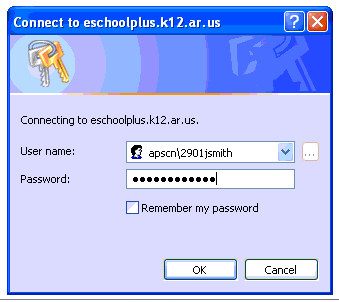 Connect to eschoolplus.k12.ar.us
Connecting to eschoolplus.k12.ar.us.
User name:
apscn\2901jsmith
...
Password:
●●●●●●●●●●●●
Remember my password
OK
Cancel